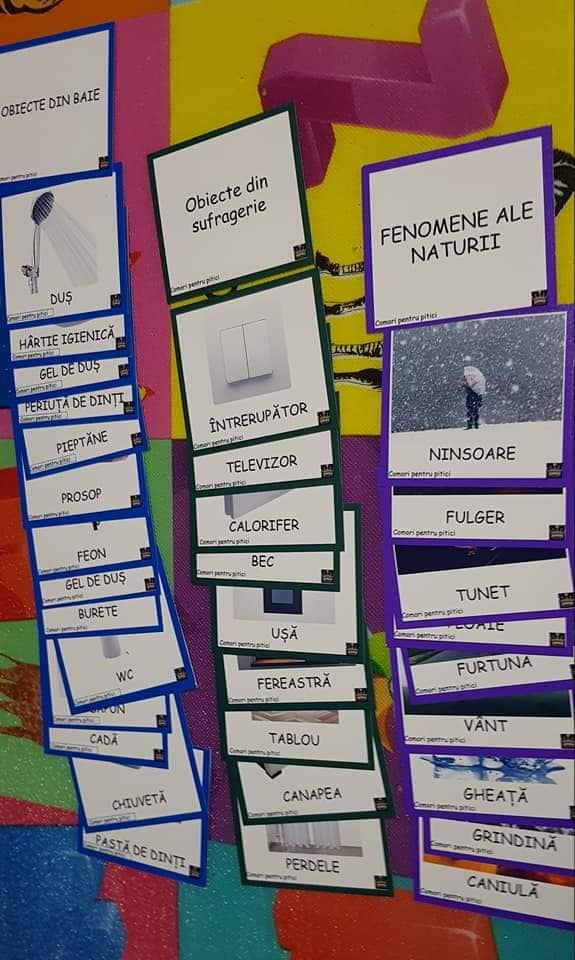 OBIECTE DIN BAIE
Comori pentru pitici
DUȘ
Comori pentru pitici
HÂRTIE IGIENICĂ
Comori pentru pitici
GEL DE DUȘ
Comori pentru pitici
PERIUȚĂ DE DINȚI
Comori pentru pitici
PIEPTĂNE
Comori pentru pitici
PROSOP
Comori pentru pitici
FEON
Comori pentru pitici
GEL DE DUȘ
Comori pentru pitici
BURETE
Comori pentru pitici
WC
Comori pentru pitici
Comori pentru pitici
CADĂ
Comori pentru pitici
CHIUVETĂ
Comori pentru pitici
PASTĂ DE DINȚI
Comori pentru pitici
Obiecte din
sufragerie
Comori pentru pitici
ÎNTRERUPĂTOR
Comori pentru pitici
TELEVIZOR
Comori pentru pitici
CALORIFER
Comori pentru pitici
BEC
Comori pentru pitici
UȘĂ
Comori pentru pitici
FEREASTRĂ
Comori pentru pitici
TABLOU
Comori pentru pitici
CANAPEA
Comori pentru pitici
PERDELE
Comori pentru pitici
FENOMENE ALE
NATURII
Comori pentru pitici
NINSOARE
Comori pentru pitici
FULGER
Comori pentru pitici
TUNET
Comori pentru pitici
PLOAIE
Comori pentru pitici
FURTUNA
Comori pentru pitici
VÂNT
Comori pentru pitici
GHEAȚĂ
Comori pentru pitici
GRINDINĂ
Comori pentru pitici
CANIULĂ
Comori pentru pitici